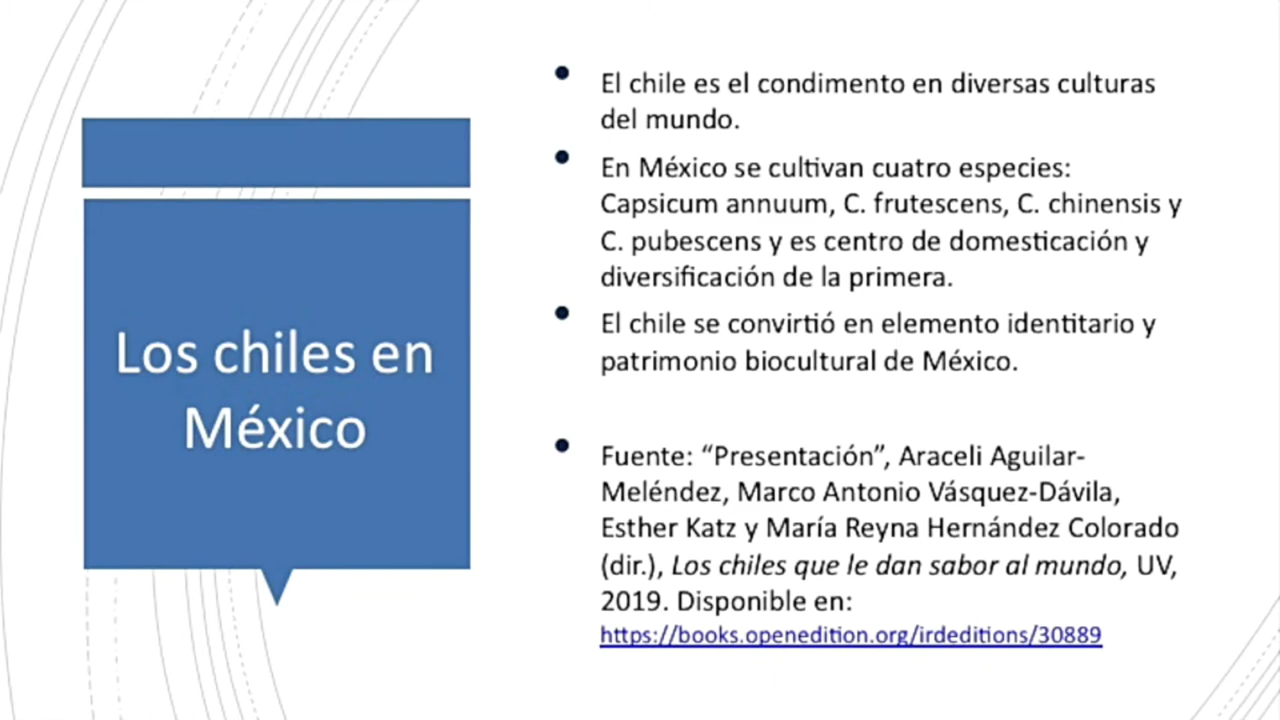 Los chiles en
México
El chile es el condimento en diversas culturas
del mundo.
En México se cultivan cuatro especies:
Capsicum annuum, C. frutescens, C. chinensis y
C. pubescens y es centro de domesticación y
diversificación de la primera.
El chile se convirtió en elemento identitario y
patrimonio biocultural de México.
Fuente: “Presentación”, Araceli Aguilar-
Meléndez, Marco Antonio Vásquez-Dávila,
Esther Katz y María Reyna Hernández Colorado
(dir.), Los chiles que le dan sabor al mundo, UV,
2019. Disponible en:
https://books.openedition.org/irdeditions/30889